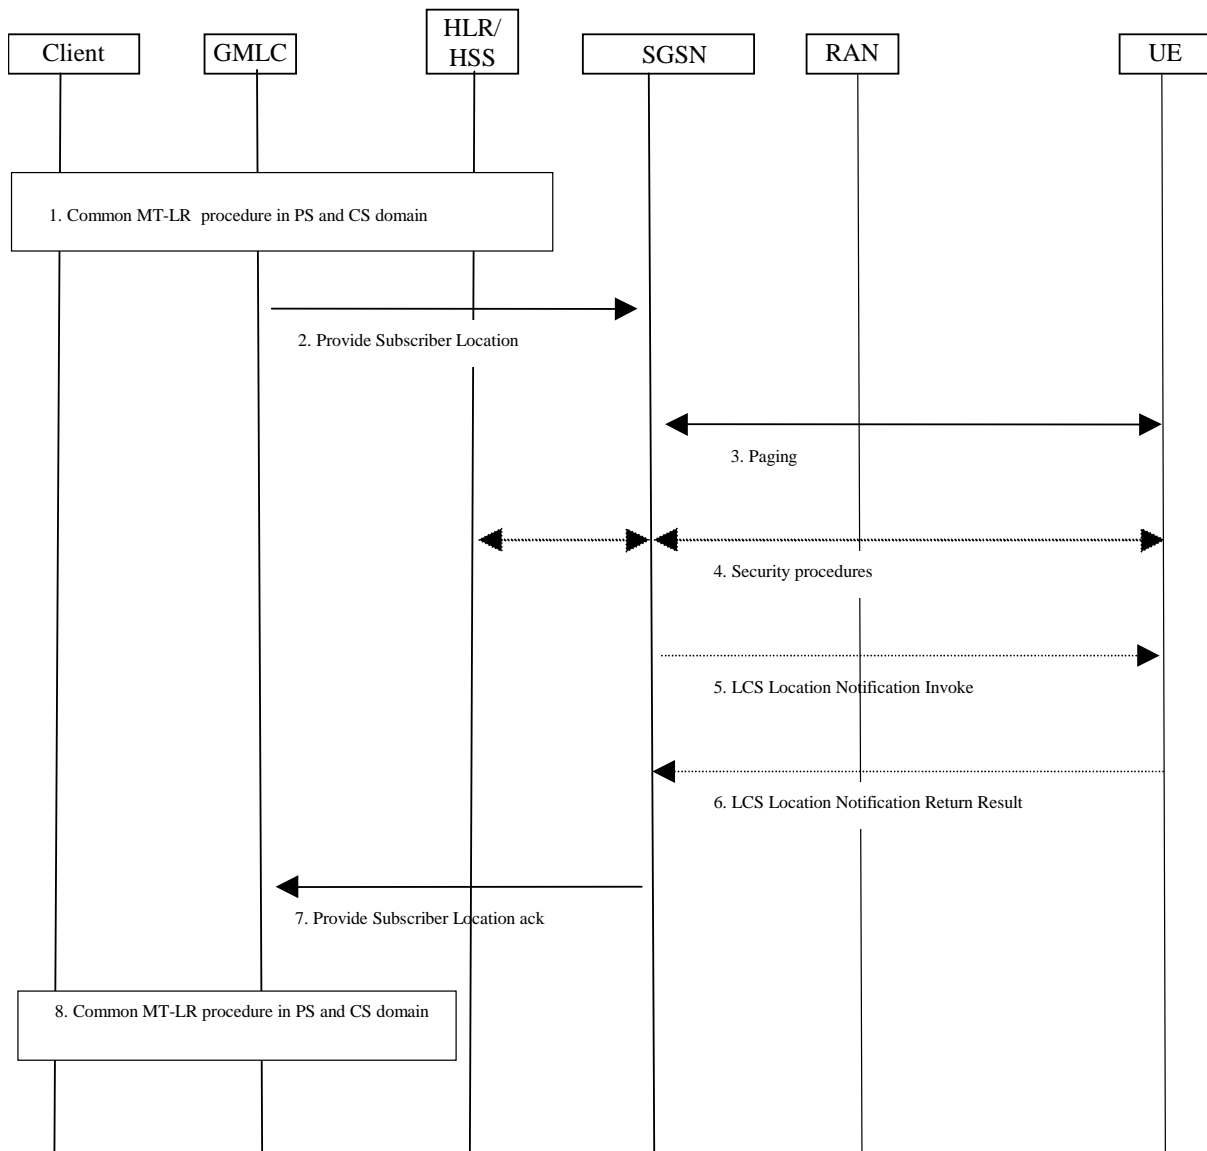 Client
GMLC
HLR/
HSS
SGSN
RAN
UE
1. Common MT-LR  procedure in PS and CS domain
2. Provide Subscriber Location
3. Paging
4. Security procedures
5. LCS Location Notification Invoke
6. LCS Location Notification Return Result
7. Provide Subscriber Location ack
8. Common MT-LR procedure in PS and CS domain